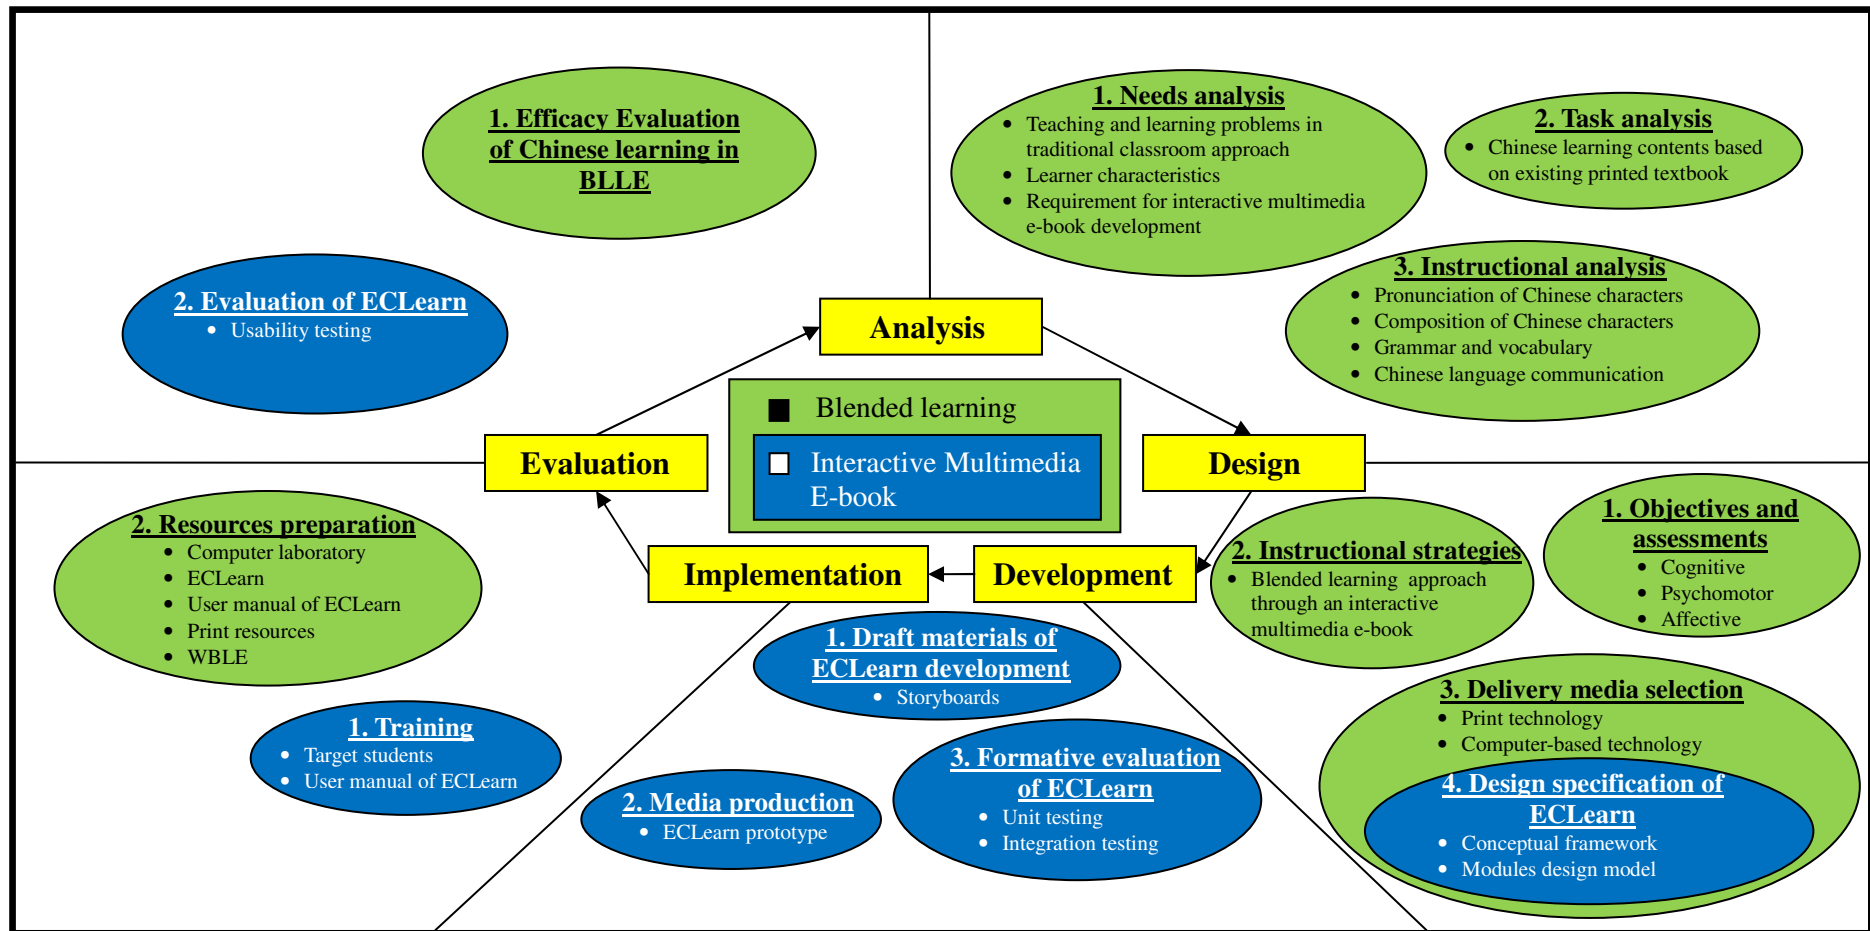 1. Efficacy Evaluation
of Chinese learning in
BLLE
2. Evaluation of ECLearn
• Usability testing
1. Needs analysis
• Teaching and learning problems in
traditional classroom approach
• Learner characteristics
• Requirement for interactive multimedia
e-book development
2. Task analysis
• Chinese learning contents based
on existing printed textbook
3. Instructional analysis
• Pronunciation of Chinese characters
• Composition of Chinese characters
• Grammar and vocabulary
• Chinese language communication
Analysis
Blended learning
Interactive Multimedia
E-book
Evaluation
Design
Implementation
Development
2. Resources preparation
• Computer laboratory
• ECLearn
• User manual of ECLearn
• Print resources
• WBLE
1. Training
• Target students
• User manual of ECLearn
1. Draft materials of
ECLearn development
• Storyboards
2. Media production
• ECLearn prototype
3. Formative evaluation
of ECLearn
• Unit testing
• Integration testing
2. Instructional strategies
• Blended learning approach
through an interactive
multimedia e-book
1. Objectives and
assessments
• Cognitive
• Psychomotor
• Affective
3. Delivery media selection
• Print technology
• Computer-based technology
4. Design specification of
ECLearn
• Conceptual framework
• Modules design model